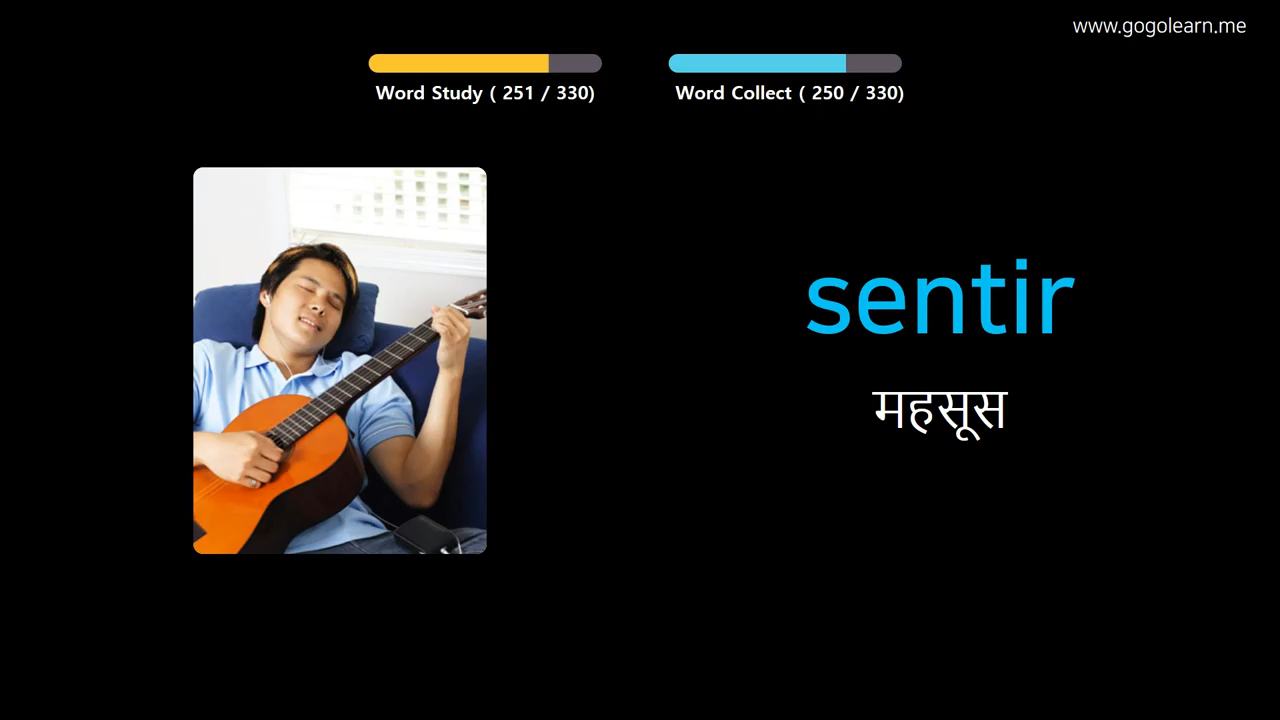 www.gogolearn.me
Word Study ( 251 / 330)
Word Collect ( 250 / 330)
sentir
महसूस